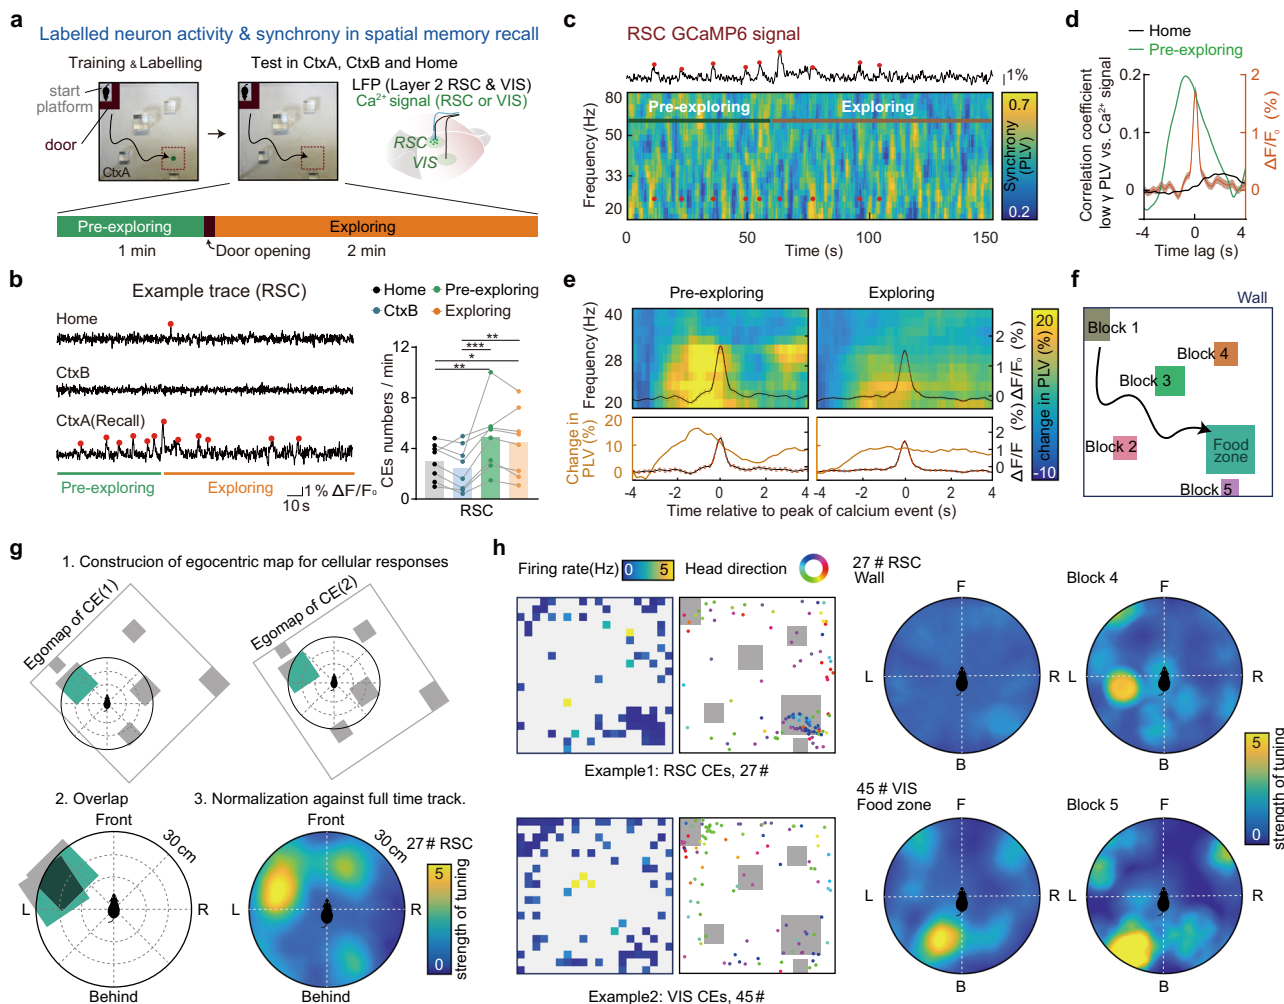 a
Labelled neuron activity & synchrony in spatial memory recall
Training & Labelling
Test in CtxA, CtxB and Home
start
platform
door
CtxA
LFP (Layer 2 RSC & VIS)
Ca²⁺ signal (RSC or VIS)
RSC
VIS
Pre-exploring
Exploring
1 min
Door opening
2 min
b
Example trace (RSC)
Home
CtxB
CtxA(Recall)
Pre-exploring
Exploring
1 % ΔF/F₀
10 s
Home
Pre-exploring
CtxB
Exploring
**
***
*
**
CEs numbers / min
12
8
4
0
RSC
c
RSC GCaMP6 signal
1%
Pre-exploring
Exploring
Frequency(Hz)
80
50
33
20
0
50
100
150
Time (s)
0.7
Synchrony
(PLV)
0.2
d
Home
Pre-exploring
Correlation coefficient
low γ PLV vs. Ca²⁺ signal
0.2
0.1
0
2
1
0
ΔF/F₀ (%)
-4
0
4
Time lag (s)
e
Pre-exploring
Exploring
Frequency(Hz)
40
28
20
2
1
0
ΔF/F₀ (%)
Change in
PLV (%)
20
10
0
2
1
0
ΔF/F (%)
-4
-2
0
2
4
-4
-2
0
2
4
Time relative to peak of calcium event (s)
20
change in PLV (%)
-10
f
Wall
Block 1
Block 4
Block 3
Block 2
Food
zone
Block 5
g
1. Construcion of egocentric map for cellular responses
Egomap of CE(1)
Egomap of CE(2)
2. Overlap
3. Normalization against full time track.
Front
30 cm
L
R
Behind
Front
30 cm
L
R
Behind
27 # RSC
5
0
strength of tuning
h
Firing rate(Hz)
0
5
Head direction
Example1: RSC CEs, 27 #
Example2: VIS CEs, 45 #
27 # RSC
Wall
F
L
R
B
Block 4
F
L
R
B
45 # VIS
Food zone
F
L
R
B
Block 5
F
L
R
B
5
0
strength of tuning